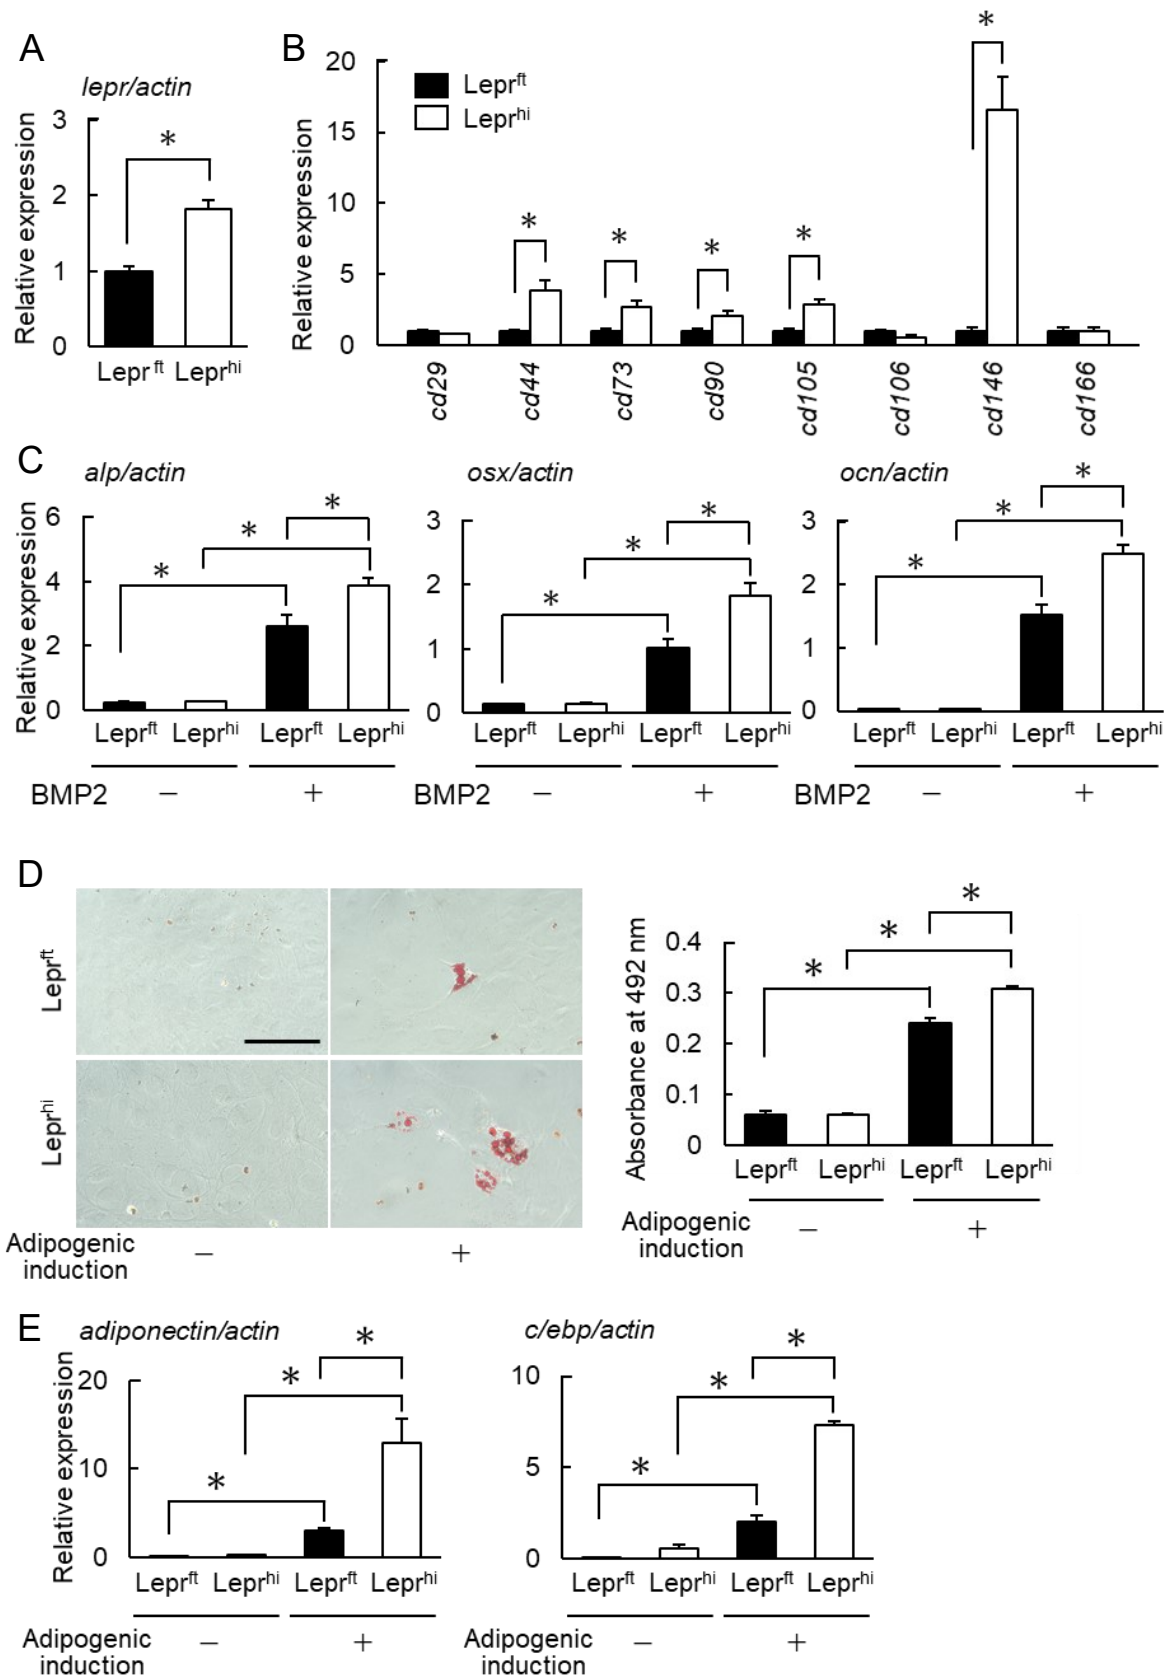 A
lepr/actin
Relative expression
3
2
1
0
*
Lepr^ft Lepr^hi
B
Relative expression
20
15
10
5
0
Lepr^ft
Lepr^hi
* * * * *
cd29 cd44 cd73 cd90 cd105 cd106 cd146 cd166
C
alp/actin
Relative expression
6
4
2
0
* * *
Lepr^ft Lepr^hi Lepr^ft Lepr^hi
BMP2 − +
osx/actin
3
2
1
0
* * *
Lepr^ft Lepr^hi Lepr^ft Lepr^hi
BMP2 − +
ocn/actin
3
2
1
0
* * *
Lepr^ft Lepr^hi Lepr^ft Lepr^hi
BMP2 − +
D
Lepr^ft
Lepr^hi
Adipogenic
induction
− +
Absorbance at 492 nm
0.4
0.3
0.2
0.1
0
* * *
Lepr^ft Lepr^hi Lepr^ft Lepr^hi
Adipogenic
induction
− +
E
adiponectin/actin
Relative expression
20
10
0
* * *
Lepr^ft Lepr^hi Lepr^ft Lepr^hi
Adipogenic
induction
− +
c/ebp/actin
10
5
0
* * *
Lepr^ft Lepr^hi Lepr^ft Lepr^hi
Adipogenic
induction
− +